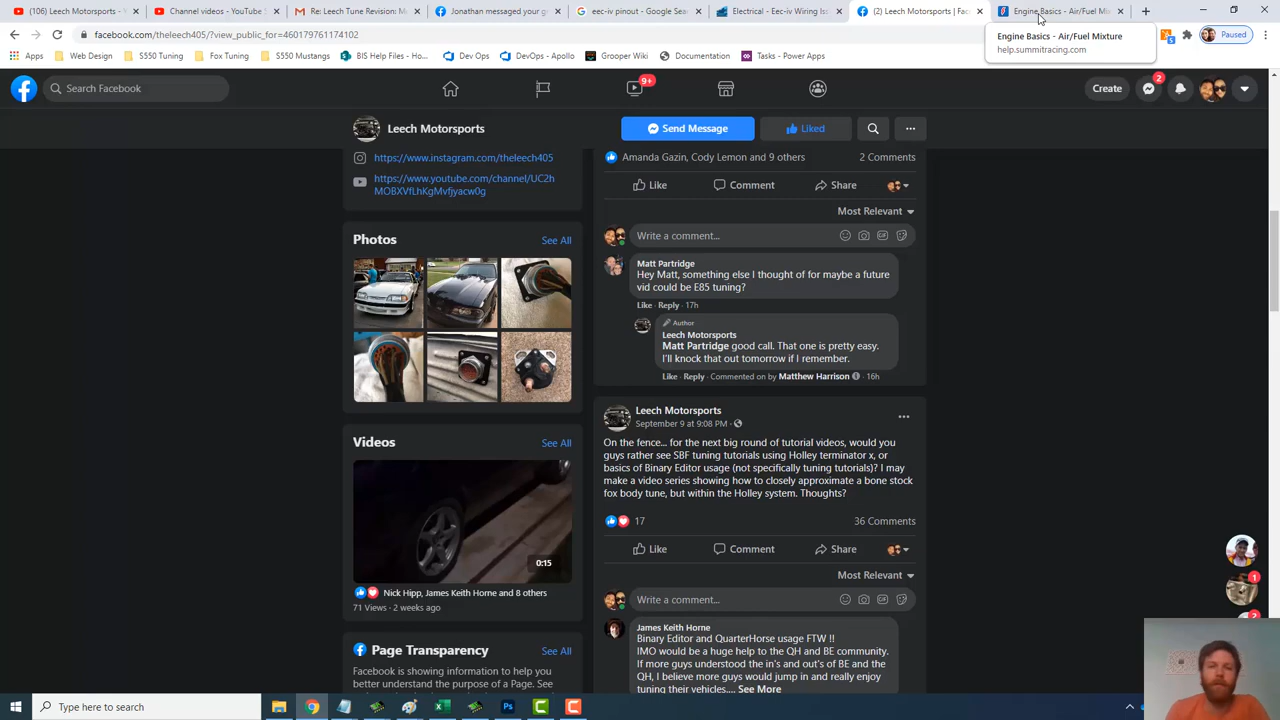 (106) Leech Motorsports - You
Channel videos - YouTube S
Leech Tune Revision: M
Jonathan messaged your g
eec-iv pinout - Google Sear
Electrical - Eec-iv Wiring Iss
(2) Leech Motorsports | Fac
Engine Basics - Air/Fuel Mix
facebook.com/theleech405/?view_public_for=460179761174102
Engine Basics - Air/Fuel Mixture
help.summitracing.com
5
Paused
Apps
Web Design
S550 Tuning
Fox Tuning
S550 Mustangs
BIS Help Files - Ho...
Dev Ops
DevOps - Apollo
Grooper Wiki
Documentation
Tasks - Power Apps
Search Facebook
9+
Create
2
Leech Motorsports
Send Message
Liked
https://www.instagram.com/theleech405
https://www.youtube.com/channel/UC2h
MOBXVfLhKgMvfjyacw0g
Photos
See All
Videos
See All
0:15
Nick Hipp, James Keith Horne and 8 others
71 Views · 2 weeks ago
Page Transparency
See All
Facebook is showing information to help you
better understand the purpose of a Page. See
Amanda Gazin, Cody Lemon and 9 others
2 Comments
Like
Comment
Share
Most Relevant
Write a comment...
GIF
Matt Partridge
Hey Matt, something else I thought of for maybe a future
vid could be E85 tuning?
Like · Reply · 17h
Author
Leech Motorsports
Matt Partridge good call. That one is pretty easy.
I'll knock that out tomorrow if I remember.
Like · Reply · Commented on by Matthew Harrison · 16h
Leech Motorsports
September 9 at 9:08 PM ·
On the fence... for the next big round of tutorial videos, would you
guys rather see SBF tuning tutorials using Holley terminator x, or
basics of Binary Editor usage (not specifically tuning tutorials)? I may
make a video series showing how to closely approximate a bone stock
fox body tune, but within the Holley system. Thoughts?
17
36 Comments
Like
Comment
Share
Most Relevant
Write a comment...
GIF
James Keith Horne
Binary Editor and QuarterHorse usage FTW !!
IMO would be a huge help to the QH and BE community.
If more guys understood the in's and out's of BE and the
QH, I believe more guys would jump in and really enjoy
tuning their vehicles.... See More
1
2
Type here to search
Ps